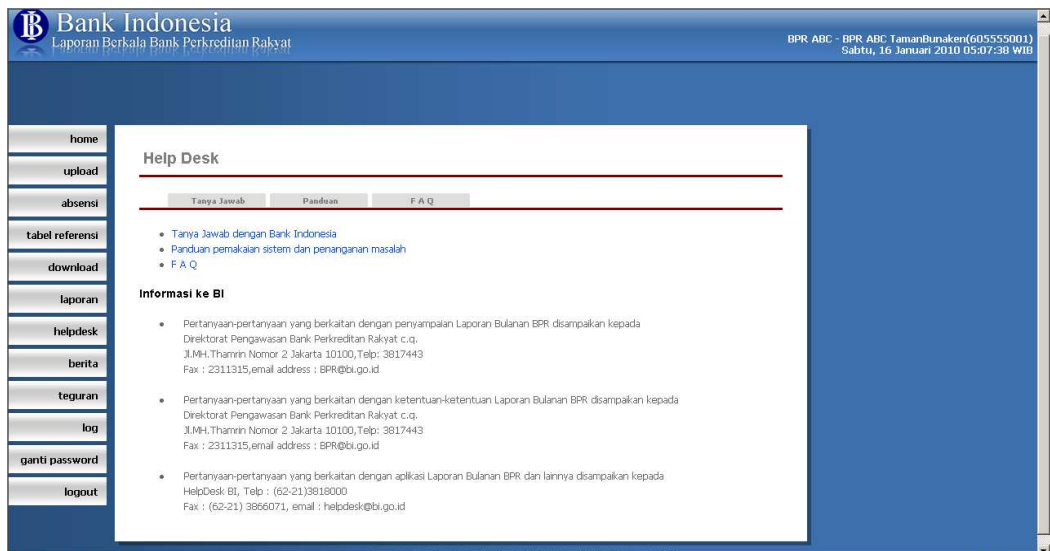 Bank Indonesia
Laporan Berkala Bank Perkreditan Rakyat
BPR ABC - BPR ABC TamanBunaken(605555001)
Sabtu, 16 Januari 2010 05:07:38 WIB
home
upload
absensi
tabel referensi
download
laporan
helpdesk
berita
teguran
log
ganti password
logout
Help Desk
Tanya Jawab Panduan F A Q
Tanya Jawab dengan Bank Indonesia
Panduan pemakaian sistem dan penanganan masalah
F A Q
Informasi ke BI
Pertanyaan-pertanyaan yang berkaitan dengan penyampaian Laporan Bulanan BPR disampaikan kepada
Direktorat Pengawasan Bank Perkreditan Rakyat c.q.
Jl.MH.Thamrin Nomor 2 Jakarta 10100,Telp: 3817443
Fax : 2311315,email address : BPR@bi.go.id
Pertanyaan-pertanyaan yang berkaitan dengan ketentuan-ketentuan Laporan Bulanan BPR disampaikan kepada
Direktorat Pengawasan Bank Perkreditan Rakyat c.q.
Jl.MH.Thamrin Nomor 2 Jakarta 10100,Telp: 3817443
Fax : 2311315,email address : BPR@bi.go.id
Pertanyaan-pertanyaan yang berkaitan dengan aplikasi Laporan Bulanan BPR dan lainnya disampaikan kepada
HelpDesk BI, Telp : (62-21)3818000
Fax : (62-21) 3866071, email : helpdesk@bi.go.id